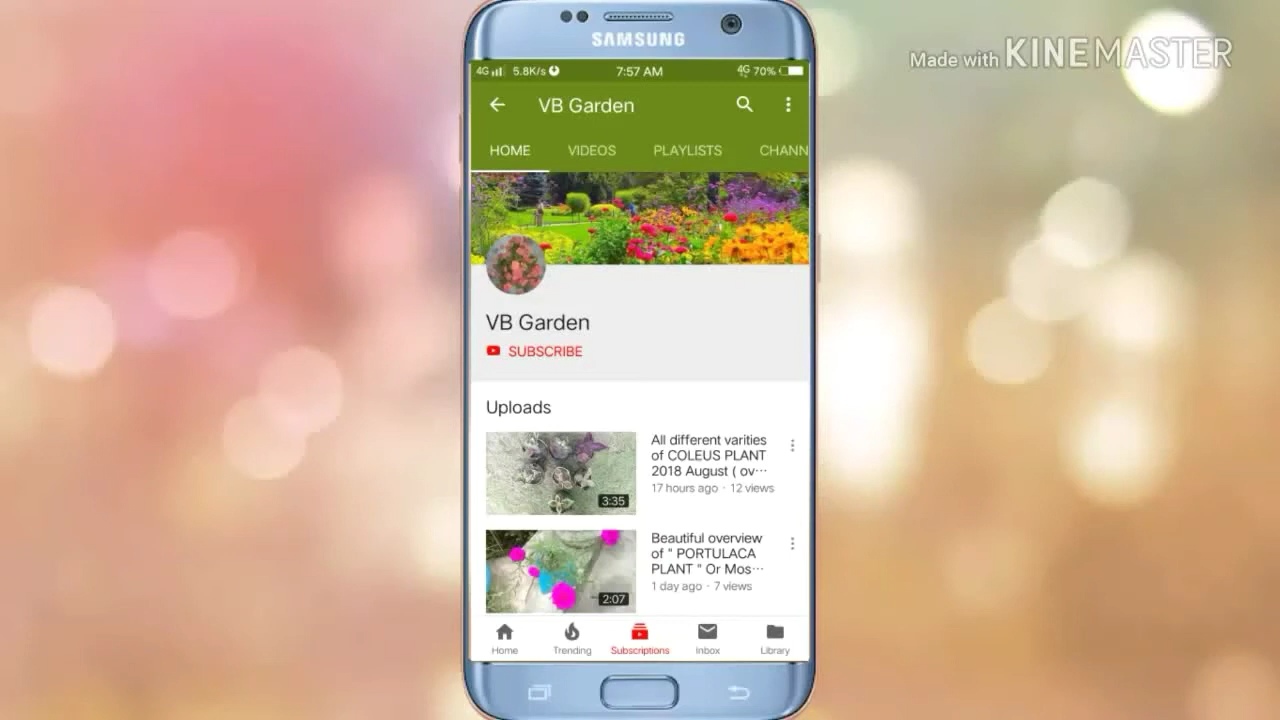 Made with KINEMASTER
SAMSUNG
4G 5.8K/s 7:57 AM 4G 70%
VB Garden
HOME VIDEOS PLAYLISTS CHANN
VB Garden
SUBSCRIBE
Uploads
All different varities
of COLEUS PLANT
2018 August ( ov···
17 hours ago · 12 views
3:35
Beautiful overview
of " PORTULACA
PLANT " Or Mos···
1 day ago · 7 views
2:07
Home Trending Subscriptions Inbox Library